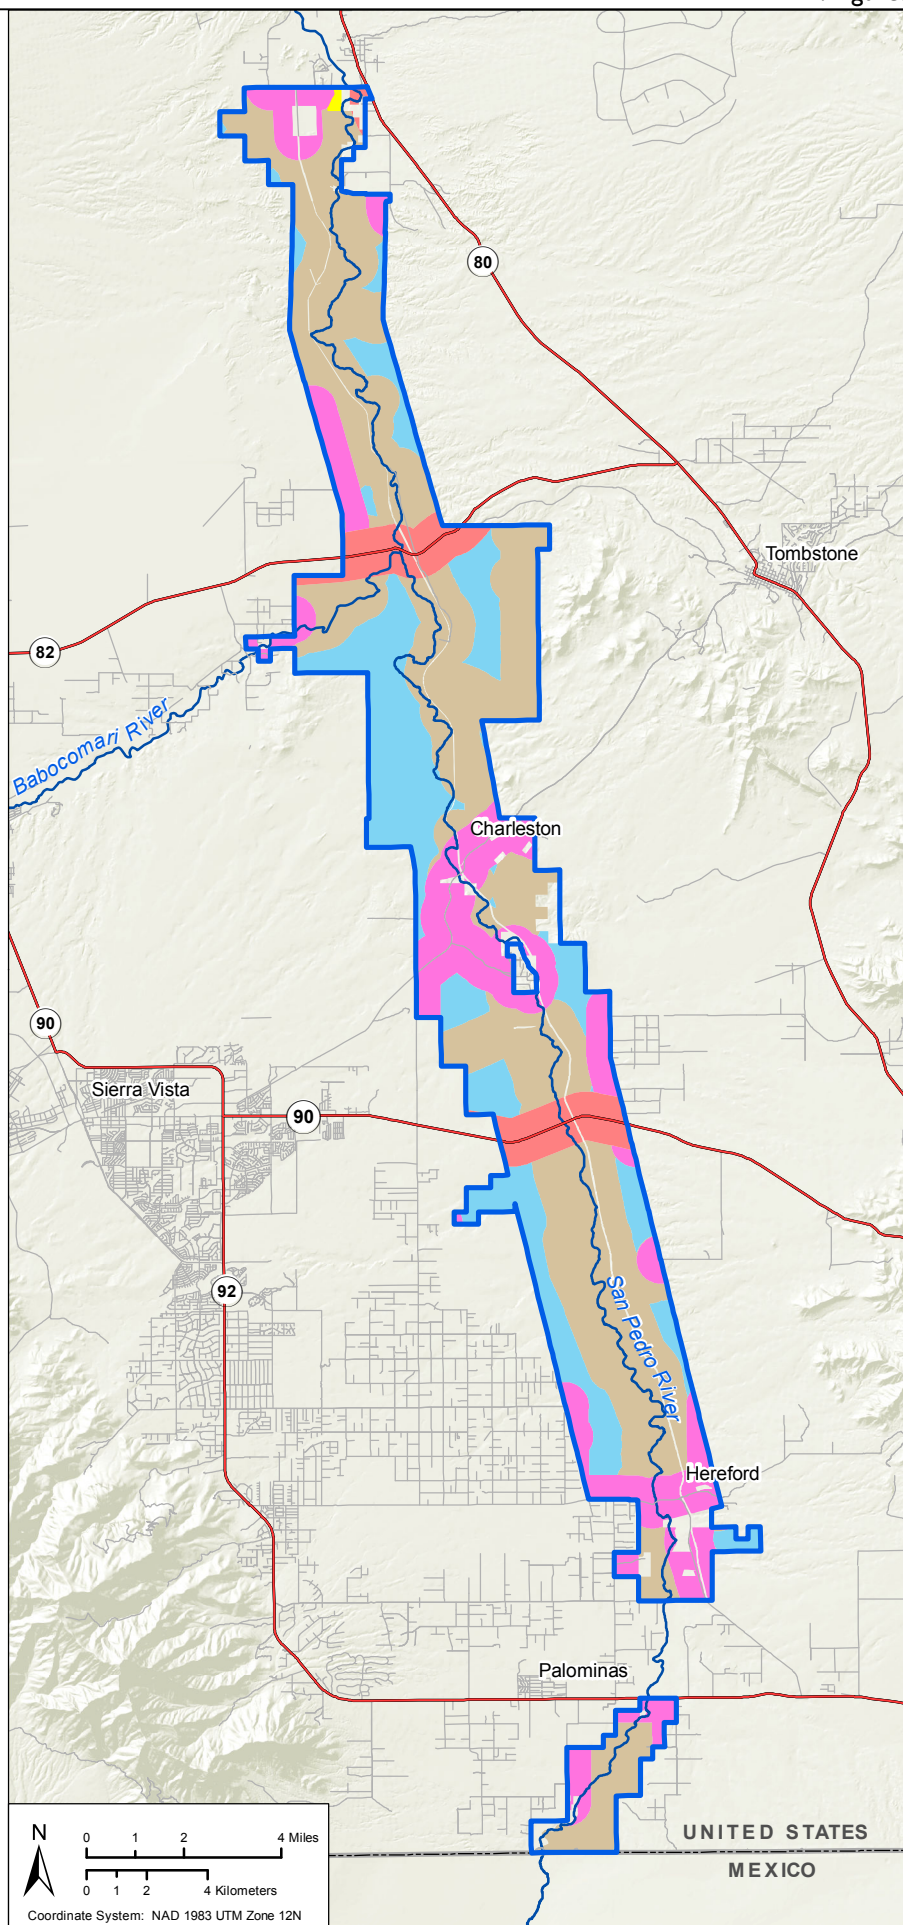 80
Tombstone
82
Babocomari River
Charleston
90
Sierra Vista
90
92
San Pedro River
Hereford
Palominas
UNITED STATES
MEXICO
N
0 1 2 4 Miles
0 1 2 4 Kilometers
Coordinate System: NAD 1983 UTM Zone 12N